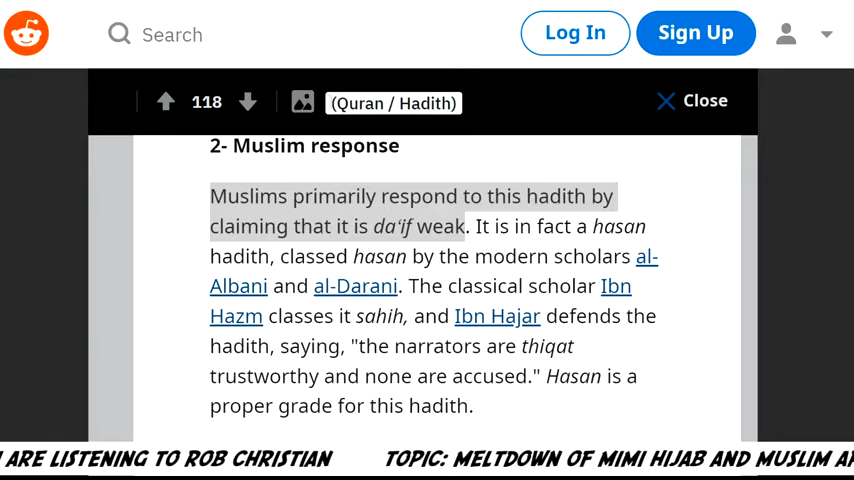 Search
Log In
Sign Up
118
(Quran / Hadith)
Close
2- Muslim response
Muslims primarily respond to this hadith by
claiming that it is da'if weak. It is in fact a hasan
hadith, classed hasan by the modern scholars al-
Albani and al-Darani. The classical scholar Ibn
Hazm classes it sahih, and Ibn Hajar defends the
hadith, saying, "the narrators are thiqat
trustworthy and none are accused." Hasan is a
proper grade for this hadith.
ARE LISTENING TO ROB CHRISTIAN TOPIC: MELTDOWN OF MIMI HIJAB AND MUSLIM